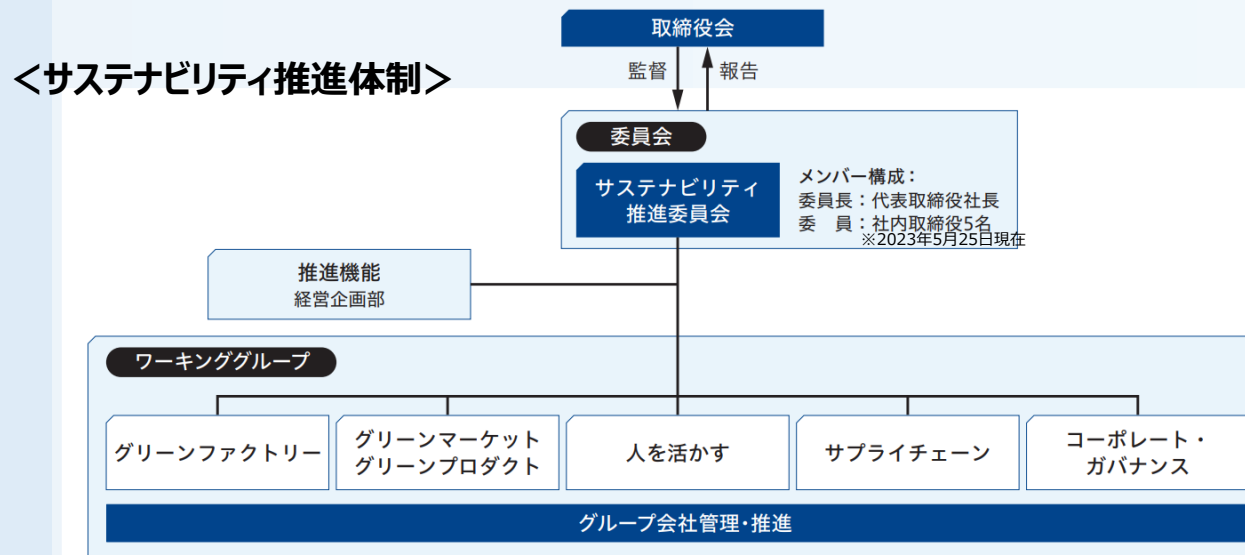 取締役会
<サステナビリティ推進体制>
監督
報告
委員会
サステナビリティ
推進委員会
メンバー構成：
委員長：代表取締役社長
委　員：社内取締役5名
※2023年5月25日現在
推進機能
経営企画部
ワーキンググループ
グリーンファクトリー
グリーンマーケット
グリーンプロダクト
人を活かす
サプライチェーン
コーポレート・
ガバナンス
グループ会社管理・推進